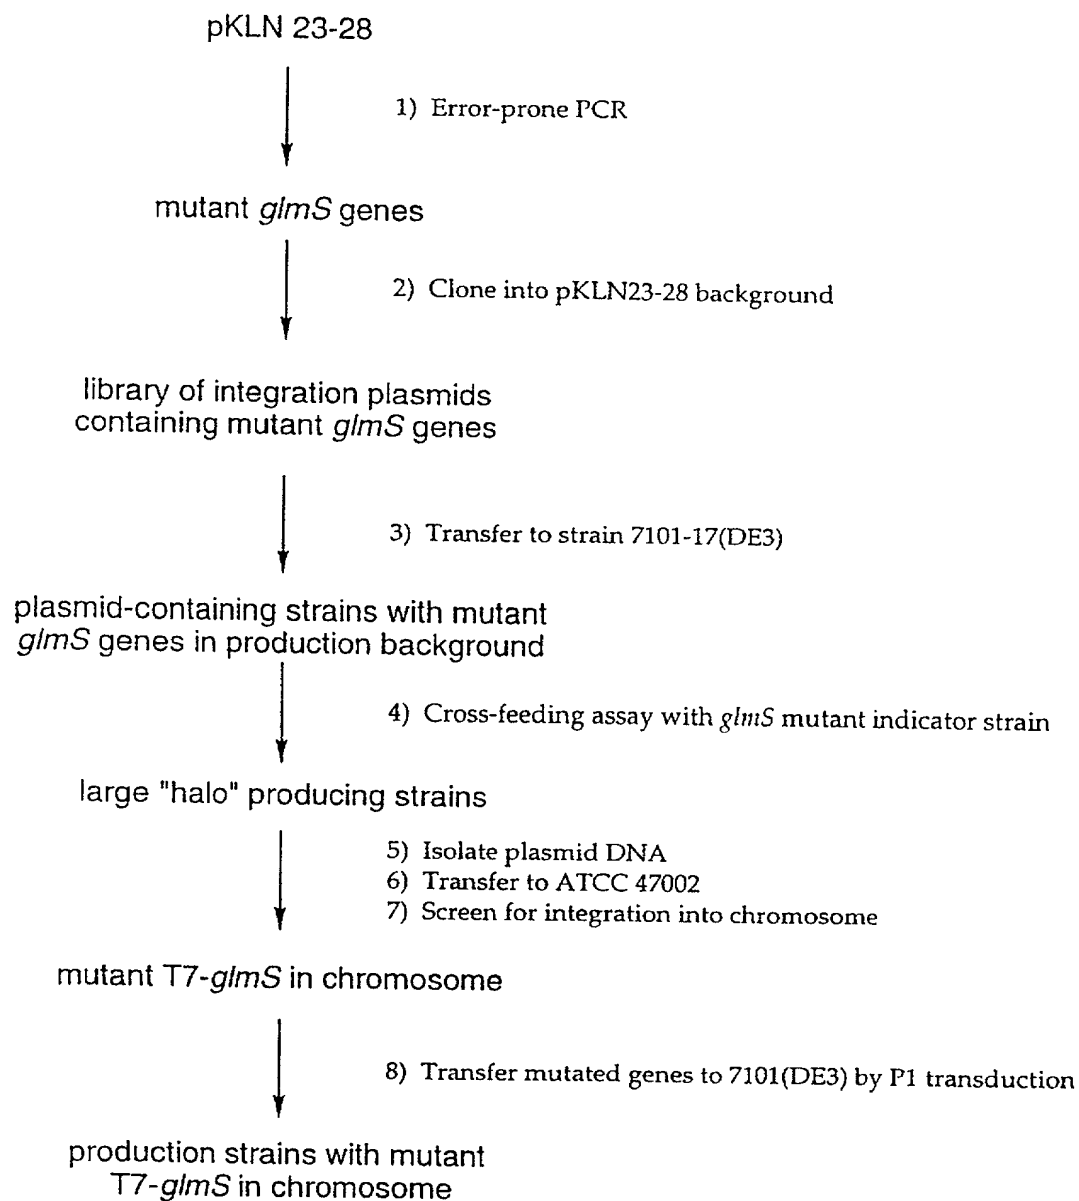 pKLN 23-28
1) Error-prone PCR
mutant glmS genes
2) Clone into pKLN23-28 background
library of integration plasmids
containing mutant glmS genes
3) Transfer to strain 7101-17(DE3)
plasmid-containing strains with mutant
glmS genes in production background
4) Cross-feeding assay with glmS mutant indicator strain
large "halo" producing strains
5) Isolate plasmid DNA
6) Transfer to ATCC 47002
7) Screen for integration into chromosome
mutant T7-glmS in chromosome
8) Transfer mutated genes to 7101(DE3) by P1 transduction
production strains with mutant
T7-glmS in chromosome